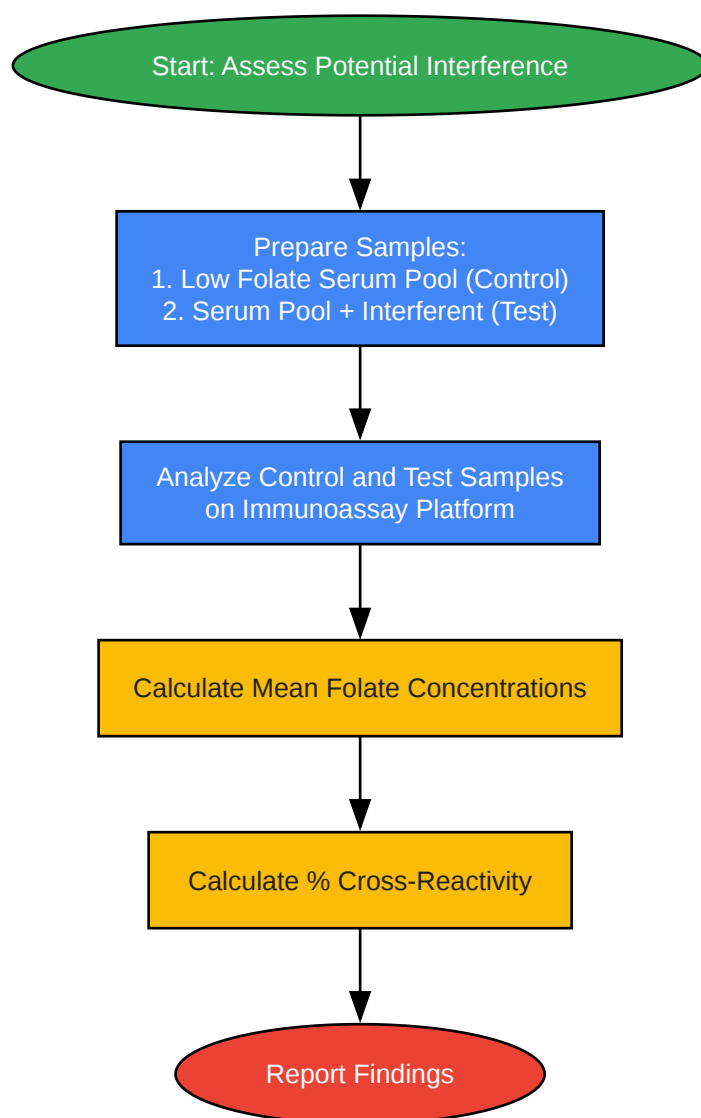 Start: Assess Potential Interference
Prepare Samples:
1. Low Folate Serum Pool (Control)
2. Serum Pool + Interferent (Test)
Analyze Control and Test Samples
on Immunoassay Platform
Calculate Mean Folate Concentrations
Calculate % Cross-Reactivity
Report Findings